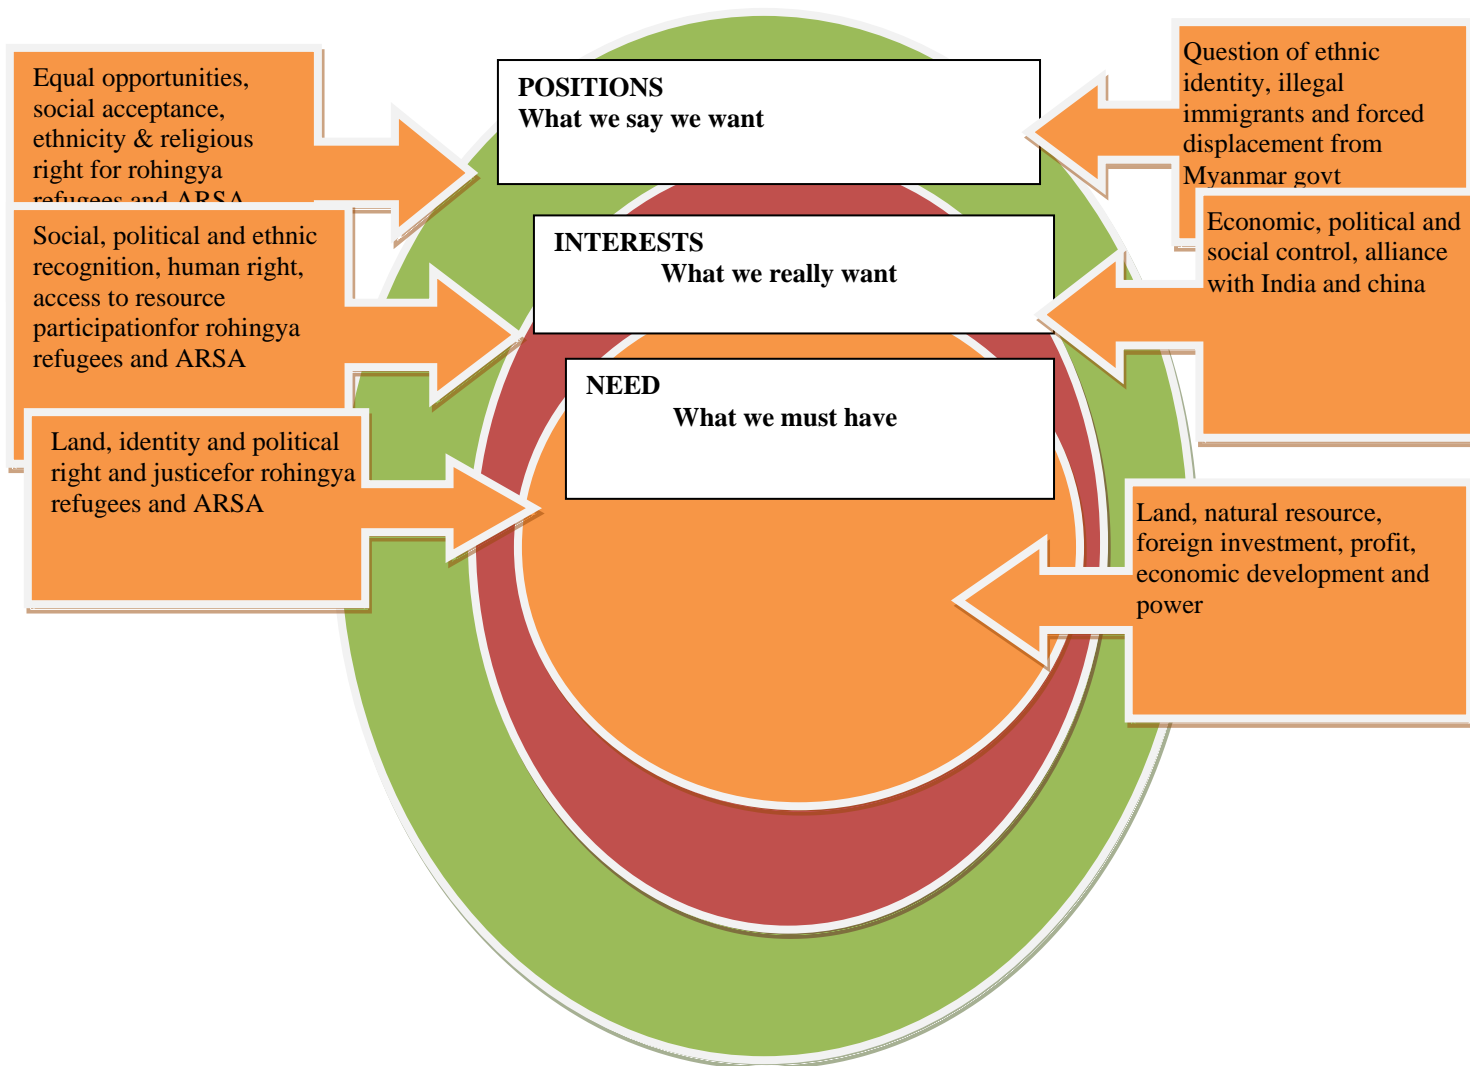 Equal opportunities,
social acceptance,
ethnicity & religious
right for rohingya
refugees and ARSA
Social, political and ethnic
recognition, human right,
access to resource
participationfor rohingya
refugees and ARSA
Land, identity and political
right and justicefor rohingya
refugees and ARSA
POSITIONS
What we say we want
INTERESTS
What we really want
NEED
What we must have
Question of ethnic
identity, illegal
immigrants and forced
displacement from
Myanmar govt
Economic, political and
social control, alliance
with India and china
Land, natural resource,
foreign investment, profit,
economic development and
power